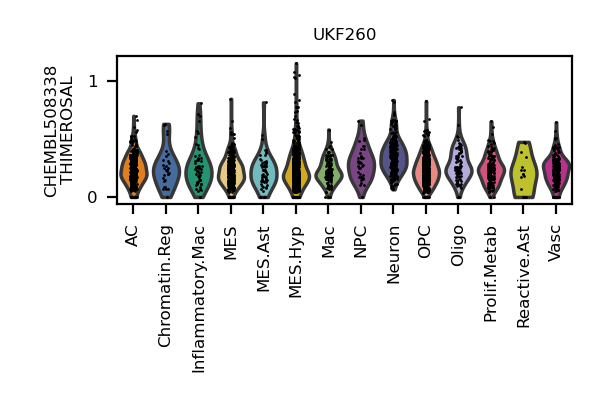 UKF260
CHEMBL508338
THIMEROSAL
1
0
AC
Chromatin.Reg
Inflammatory.Mac
MES
MES.Ast
MES.Hyp
Mac
NPC
Neuron
OPC
Oligo
Prolif.Metab
Reactive.Ast
Vasc